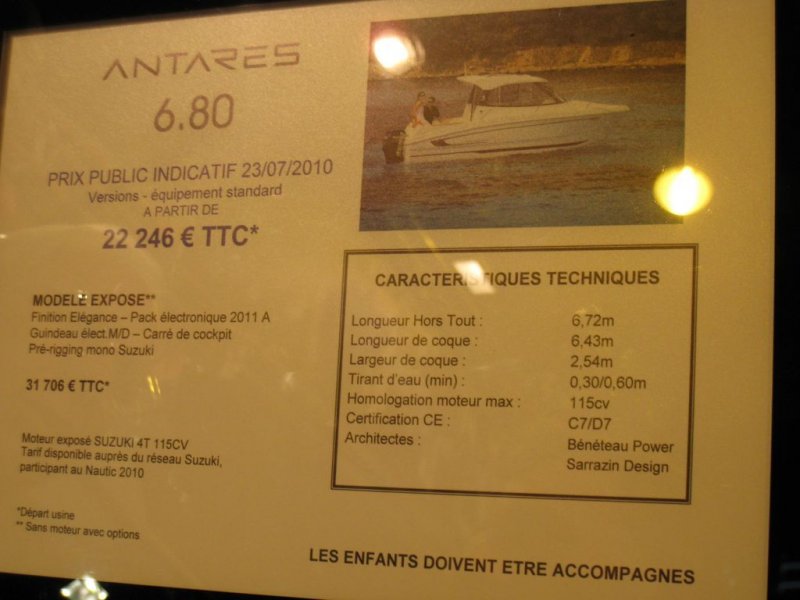 ANTARES
6.80
PRIX PUBLIC INDICATIF 23/07/2010
Versions - équipement standard
A PARTIR DE
22 246 € TTC*
MODELE EXPOSE**
Finition Elégance – Pack électronique 2011 A
Guindeau élect.M/D – Carré de cockpit
Pré-rigging mono Suzuki
31 706 € TTC*
Moteur exposé SUZUKI 4T 115CV
Tarif disponible auprès du réseau Suzuki,
participant au Nautic 2010
*Départ usine
** Sans moteur avec options
CARACTERISTIQUES TECHNIQUES
Longueur Hors Tout : 6,72m
Longueur de coque : 6,43m
Largeur de coque : 2,54m
Tirant d'eau (min) : 0,30/0,60m
Homologation moteur max : 115cv
Certification CE : C7/D7
Architectes : Bénéteau Power
Sarrazin Design
LES ENFANTS DOIVENT ETRE ACCOMPAGNES